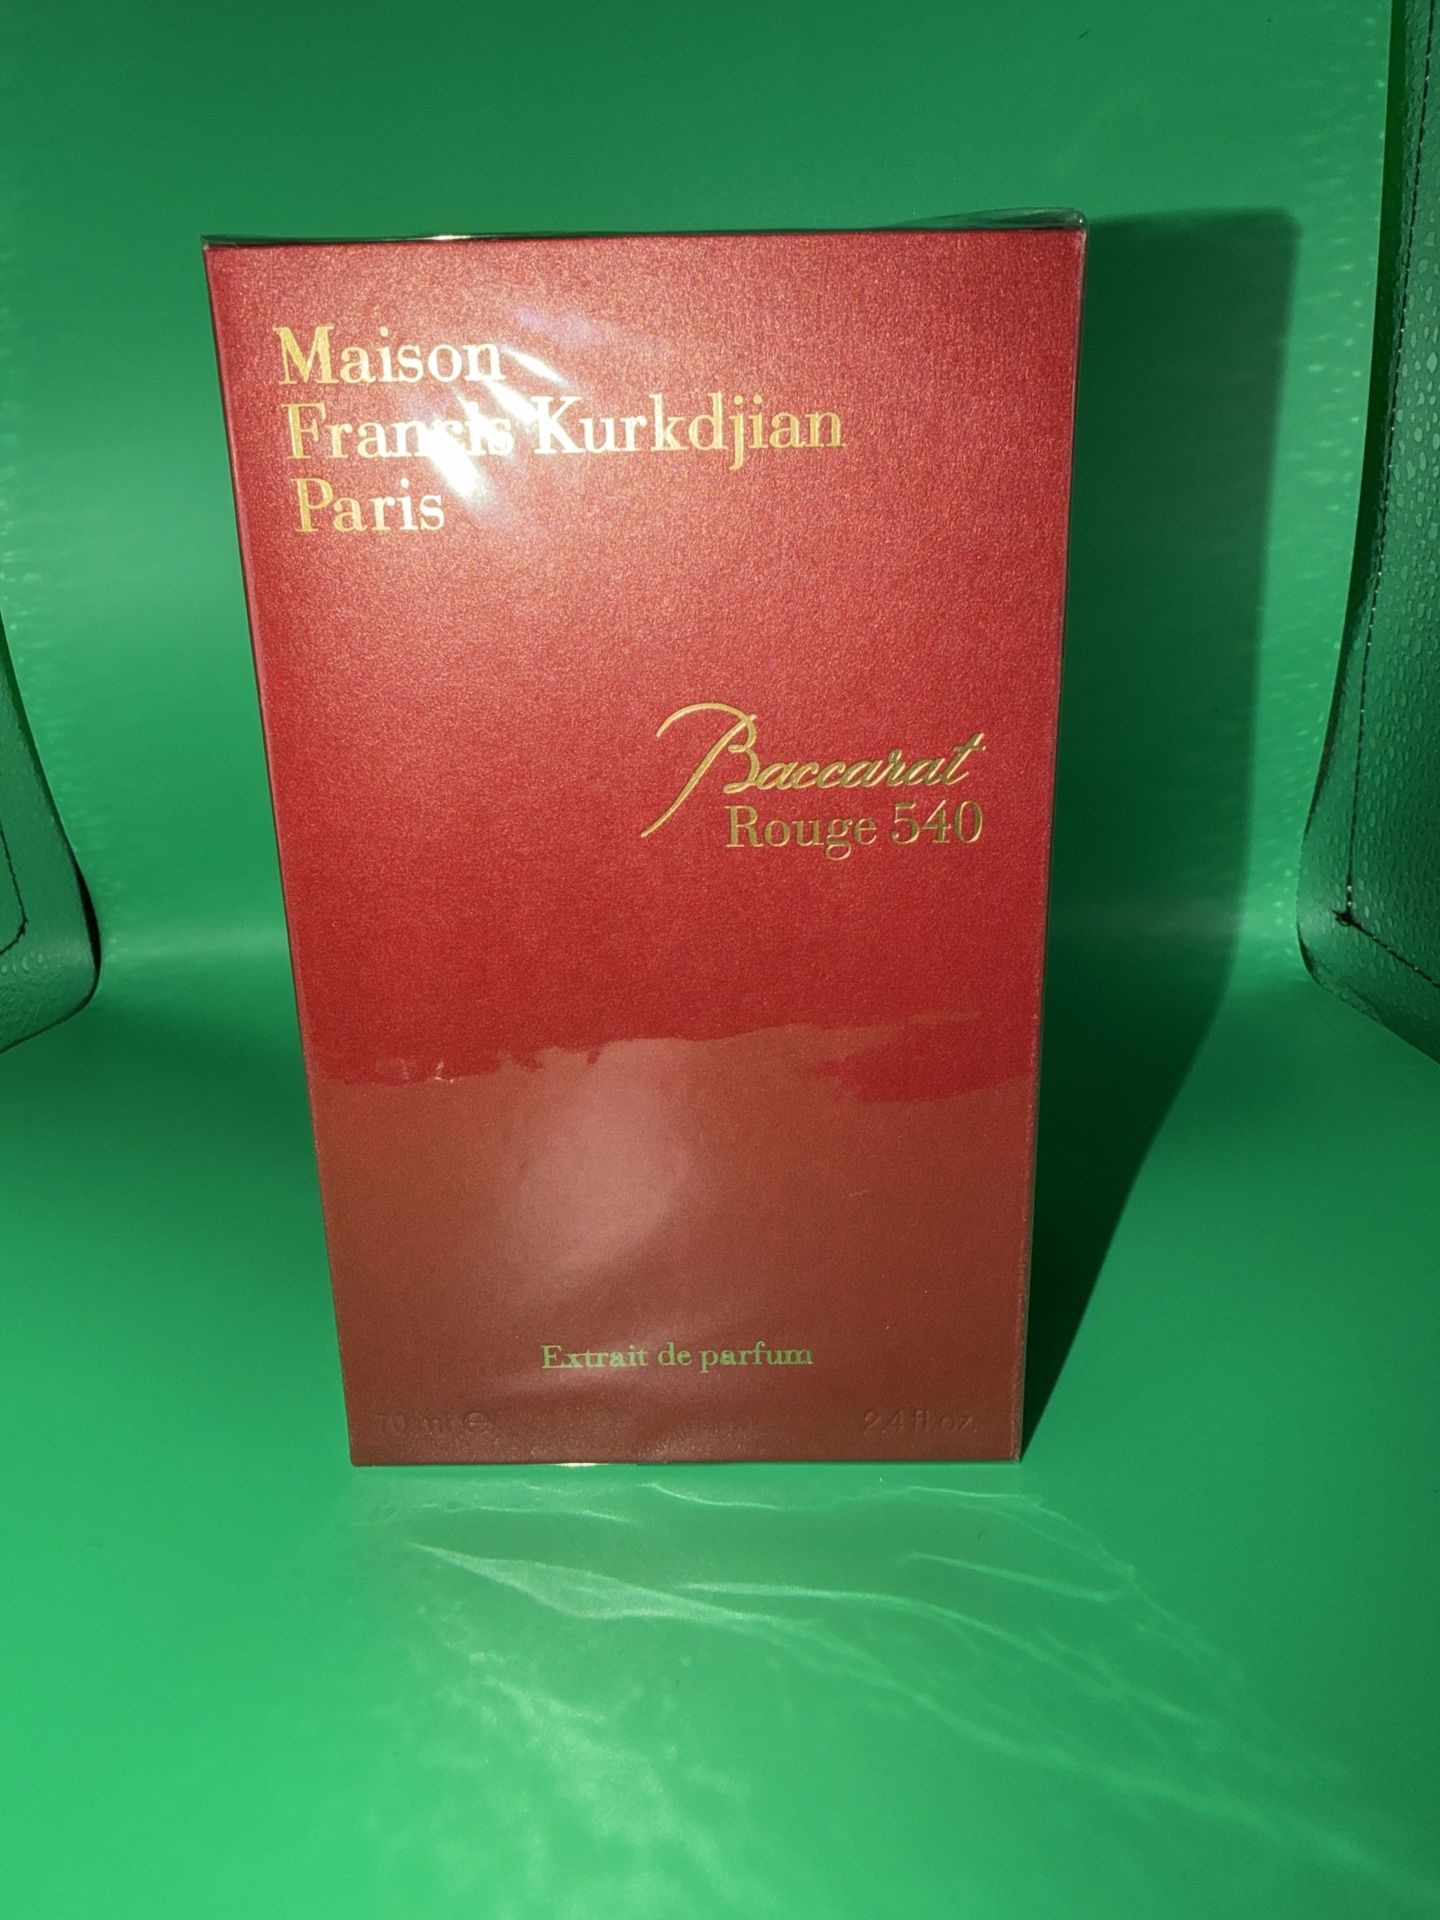 Maison
Francis Kurkdjian
Paris
Baccarat
Rouge 540
Extrait de parfum
70 ml ℮ 2.4 fl.oz.